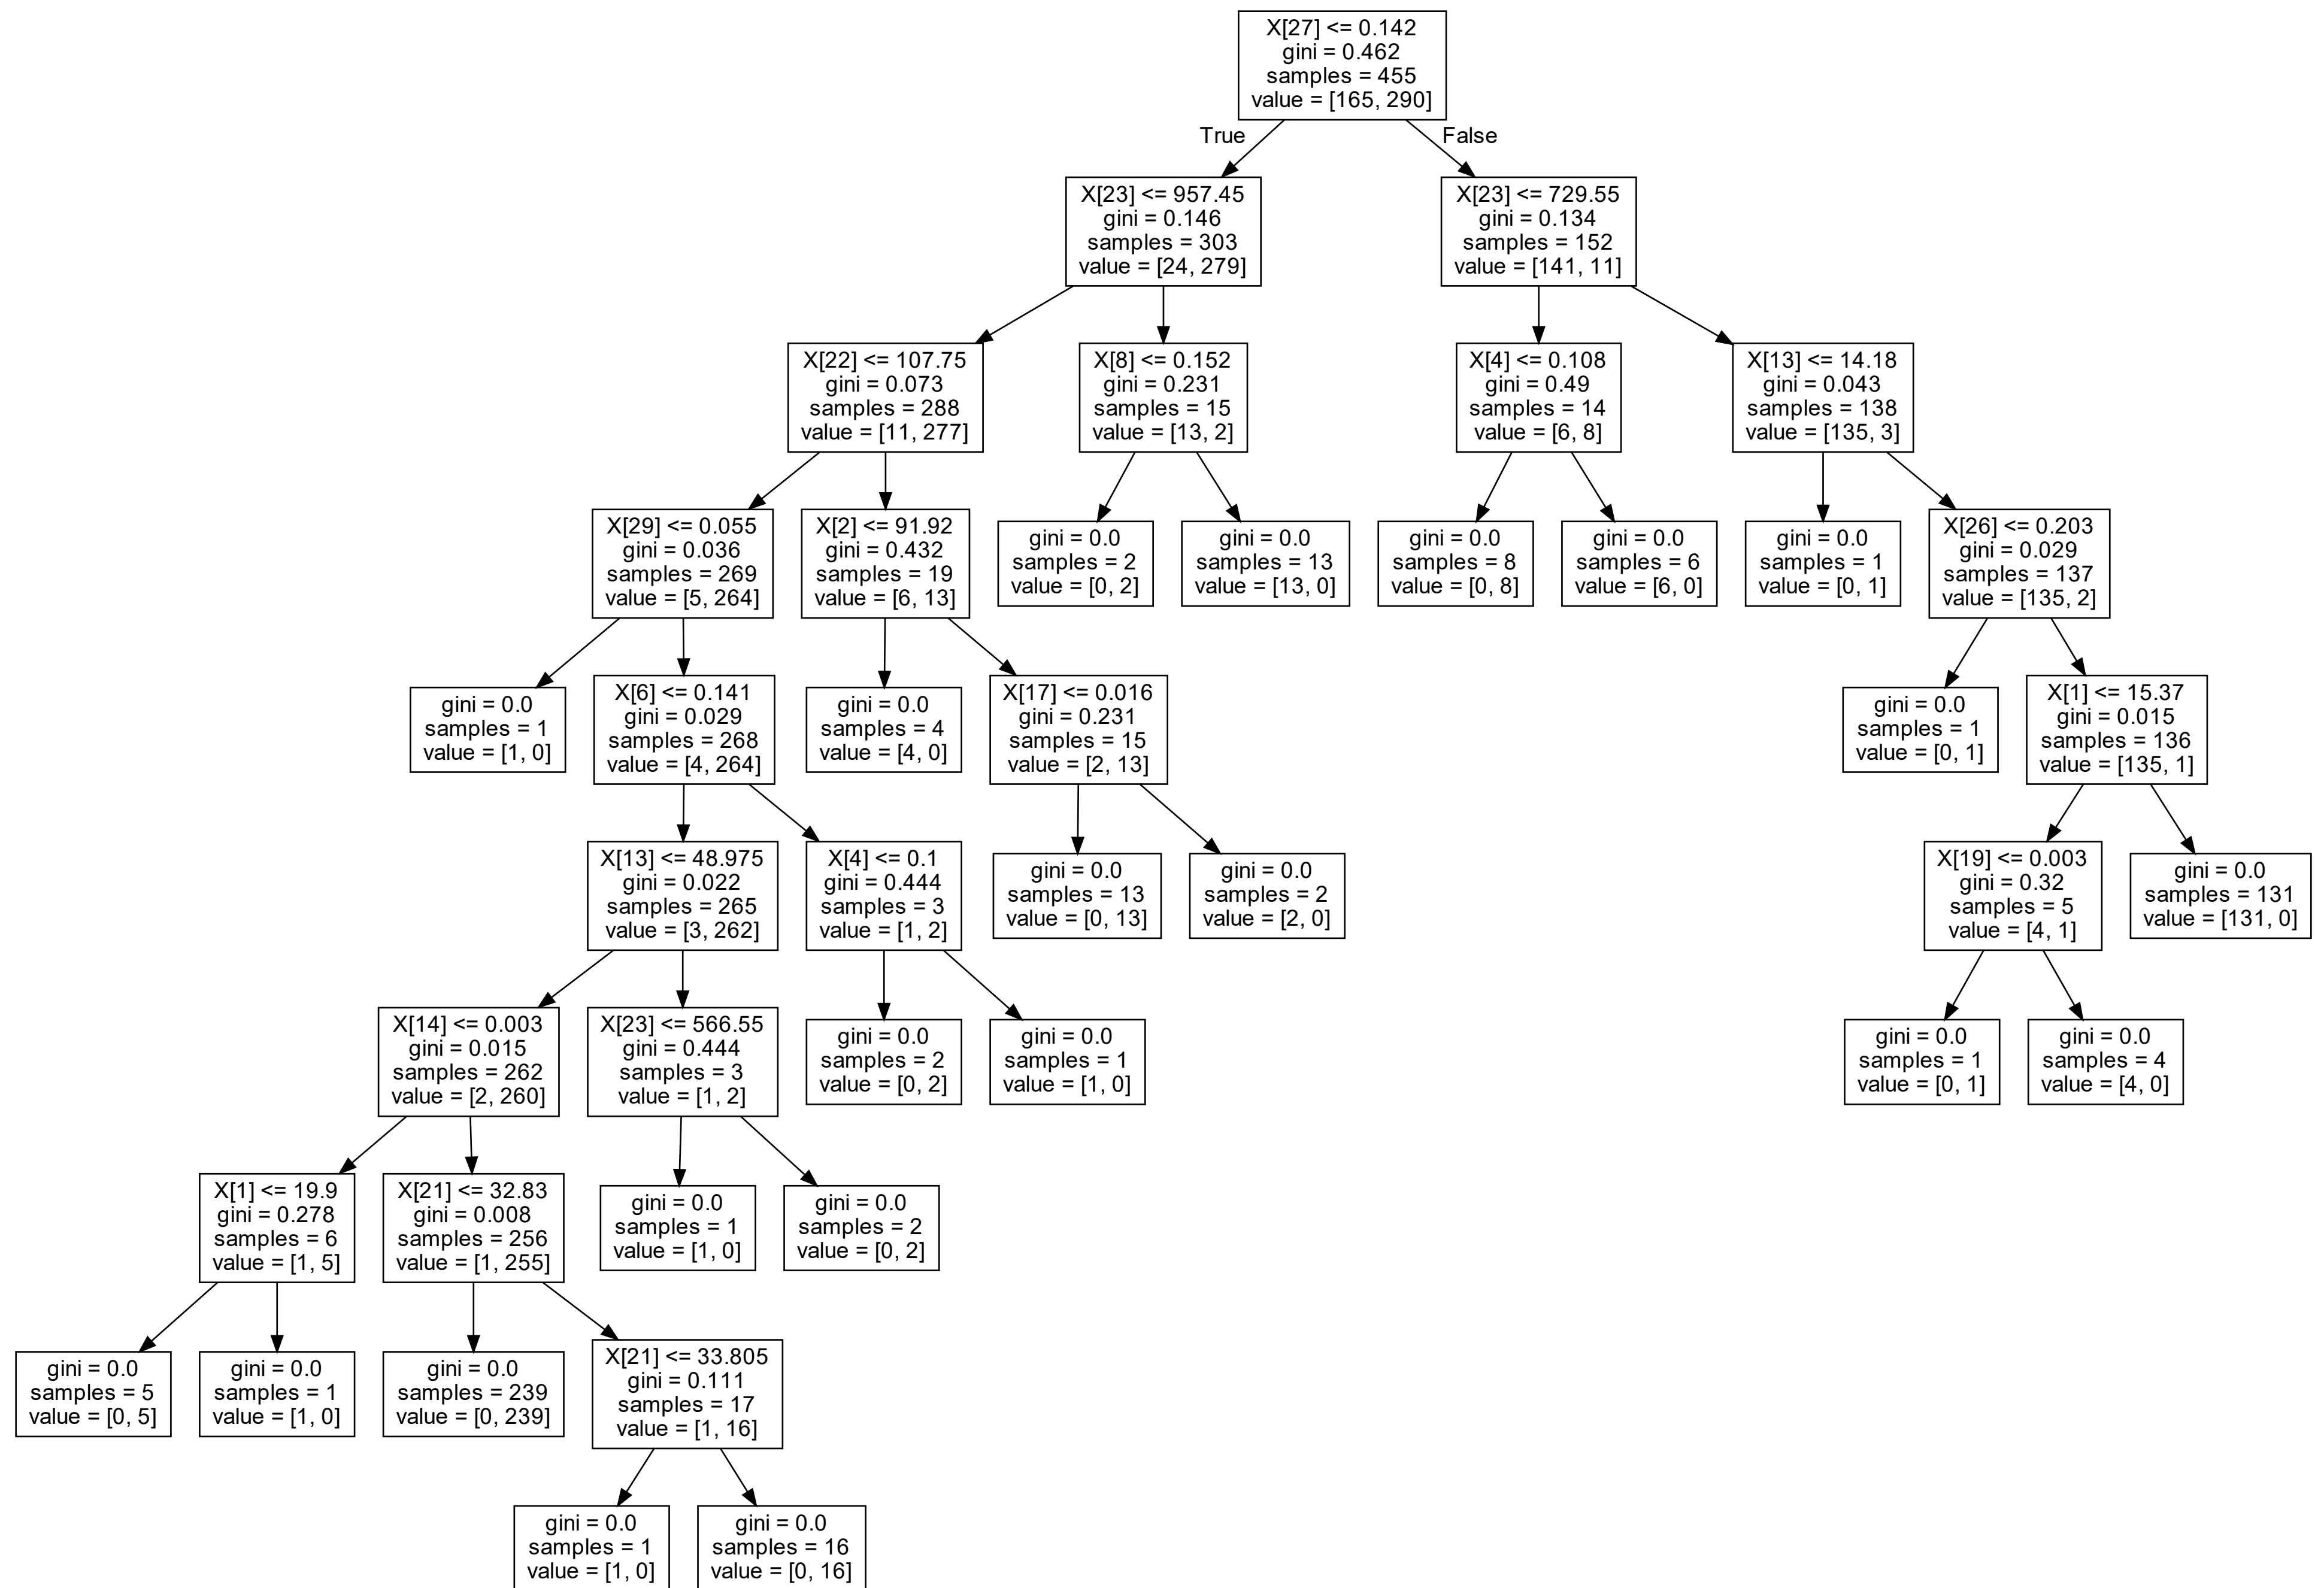 X[27] <= 0.142
gini = 0.462
samples = 455
value = [165, 290]
True
False
X[23] <= 957.45
gini = 0.146
samples = 303
value = [24, 279]
X[23] <= 729.55
gini = 0.134
samples = 152
value = [141, 11]
X[22] <= 107.75
gini = 0.073
samples = 288
value = [11, 277]
X[8] <= 0.152
gini = 0.231
samples = 15
value = [13, 2]
X[4] <= 0.108
gini = 0.49
samples = 14
value = [6, 8]
X[13] <= 14.18
gini = 0.043
samples = 138
value = [135, 3]
X[29] <= 0.055
gini = 0.036
samples = 269
value = [5, 264]
X[2] <= 91.92
gini = 0.432
samples = 19
value = [6, 13]
gini = 0.0
samples = 2
value = [0, 2]
gini = 0.0
samples = 13
value = [13, 0]
gini = 0.0
samples = 8
value = [0, 8]
gini = 0.0
samples = 6
value = [6, 0]
gini = 0.0
samples = 1
value = [0, 1]
X[26] <= 0.203
gini = 0.029
samples = 137
value = [135, 2]
gini = 0.0
samples = 1
value = [1, 0]
X[6] <= 0.141
gini = 0.029
samples = 268
value = [4, 264]
gini = 0.0
samples = 4
value = [4, 0]
X[17] <= 0.016
gini = 0.231
samples = 15
value = [2, 13]
gini = 0.0
samples = 1
value = [0, 1]
X[1] <= 15.37
gini = 0.015
samples = 136
value = [135, 1]
X[13] <= 48.975
gini = 0.022
samples = 265
value = [3, 262]
X[4] <= 0.1
gini = 0.444
samples = 3
value = [1, 2]
gini = 0.0
samples = 13
value = [0, 13]
gini = 0.0
samples = 2
value = [2, 0]
X[19] <= 0.003
gini = 0.32
samples = 5
value = [4, 1]
gini = 0.0
samples = 131
value = [131, 0]
X[14] <= 0.003
gini = 0.015
samples = 262
value = [2, 260]
X[23] <= 566.55
gini = 0.444
samples = 3
value = [1, 2]
gini = 0.0
samples = 2
value = [0, 2]
gini = 0.0
samples = 1
value = [1, 0]
gini = 0.0
samples = 1
value = [0, 1]
gini = 0.0
samples = 4
value = [4, 0]
X[1] <= 19.9
gini = 0.278
samples = 6
value = [1, 5]
X[21] <= 32.83
gini = 0.008
samples = 256
value = [1, 255]
gini = 0.0
samples = 1
value = [1, 0]
gini = 0.0
samples = 2
value = [0, 2]
gini = 0.0
samples = 5
value = [0, 5]
gini = 0.0
samples = 1
value = [1, 0]
gini = 0.0
samples = 239
value = [0, 239]
X[21] <= 33.805
gini = 0.111
samples = 17
value = [1, 16]
gini = 0.0
samples = 1
value = [1, 0]
gini = 0.0
samples = 16
value = [0, 16]